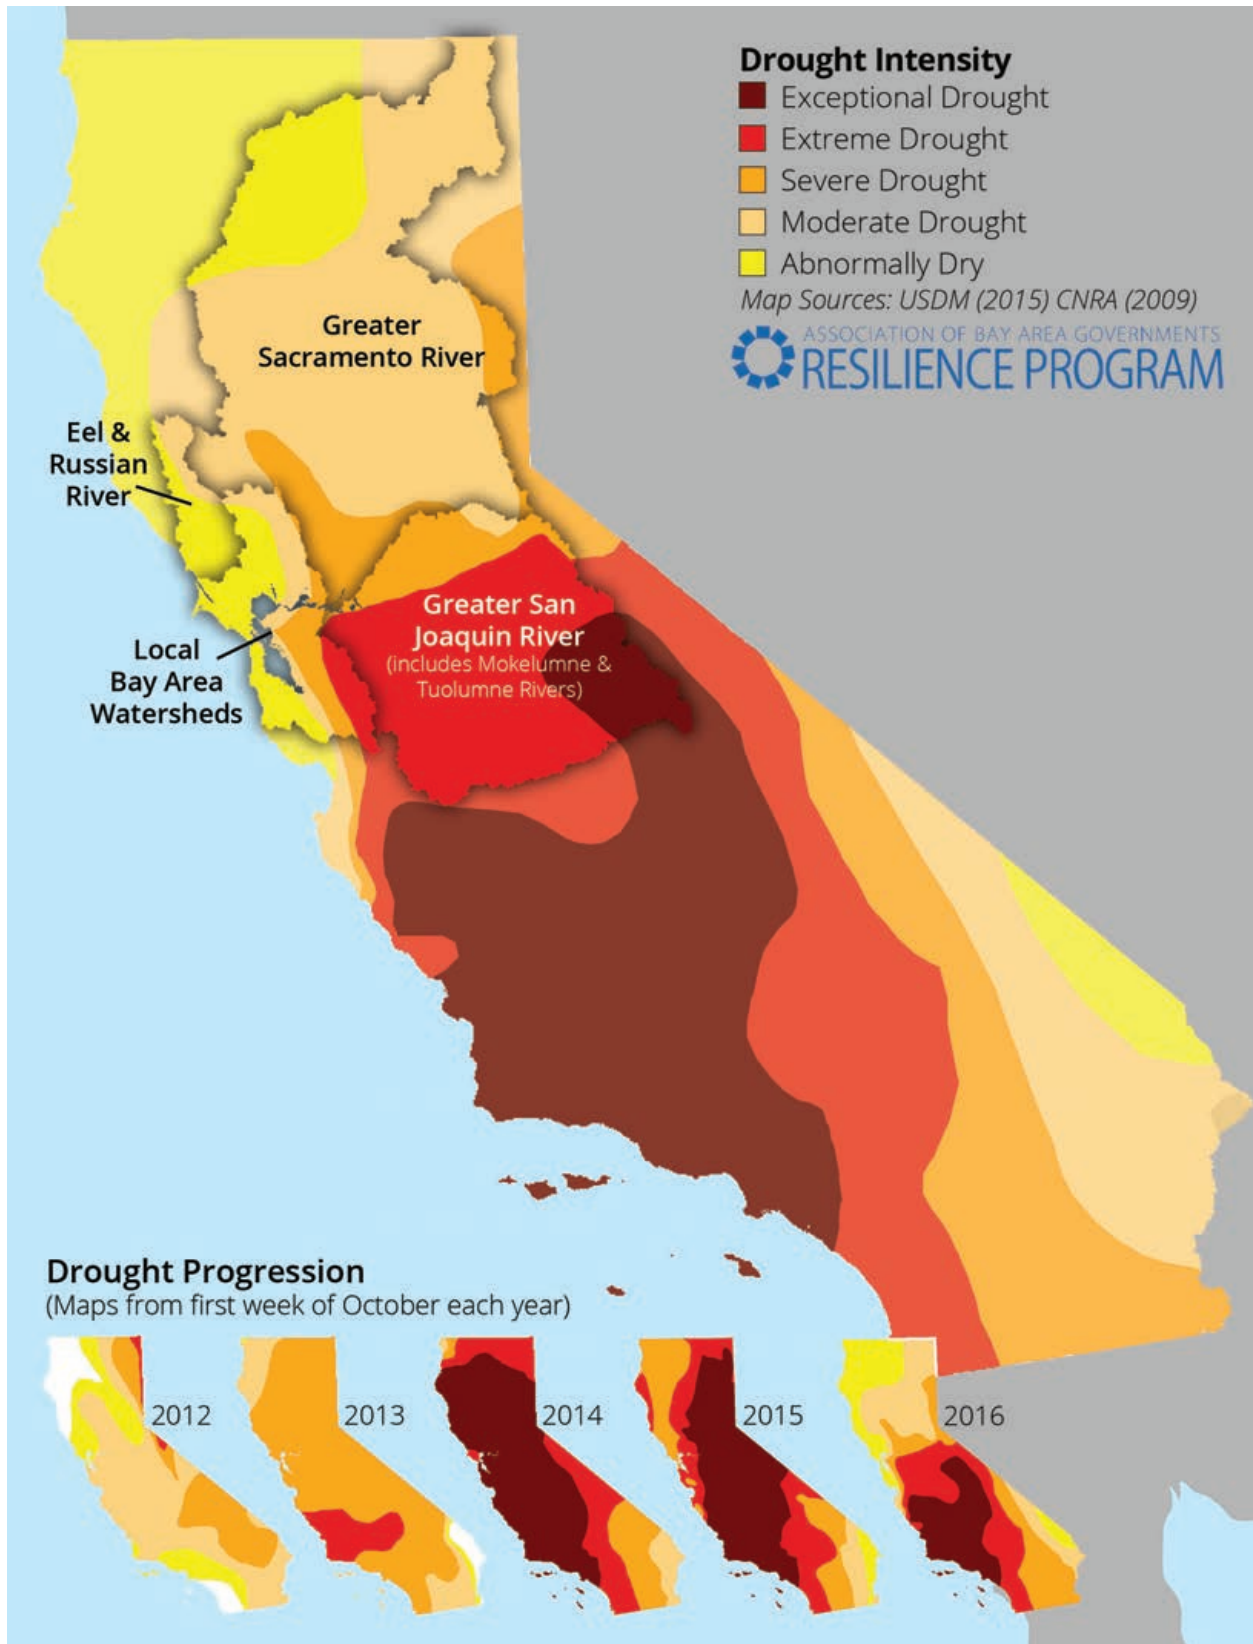 Drought Intensity
Exceptional Drought
Extreme Drought
Severe Drought
Moderate Drought
Abnormally Dry
Map Sources: USDM (2015) CNRA (2009)
ASSOCIATION OF BAY AREA GOVERNMENTS
RESILIENCE PROGRAM
Greater
Sacramento River
Eel &
Russian
River
Greater San
Joaquin River
(includes Mokelumne &
Tuolumne Rivers)
Local
Bay Area
Watersheds
Drought Progression
(Maps from first week of October each year)
2012
2013
2014
2015
2016